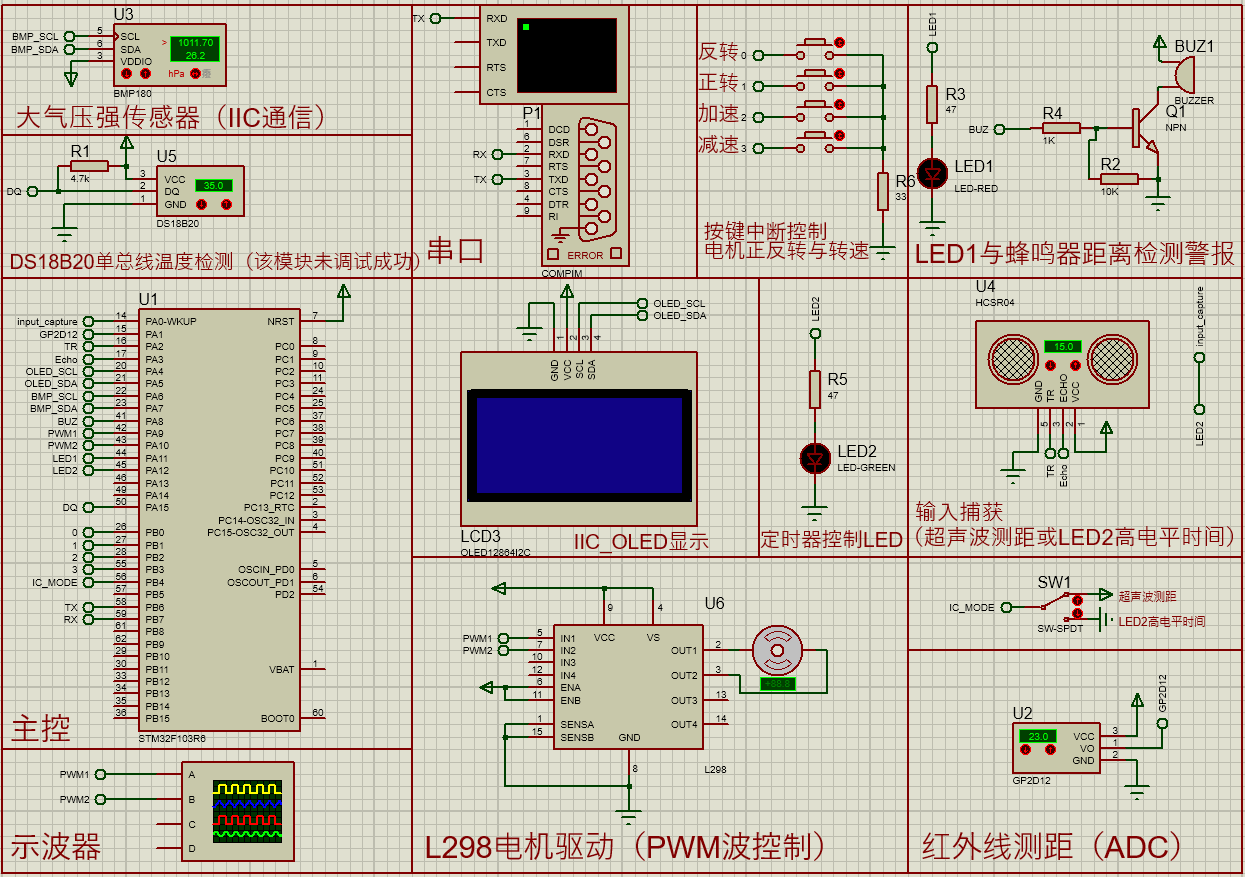 U3
BMP_SCL
BMP_SDA
5
6
3
SCL
SDA
VDDIO
>
1011.70
26.2
hPa
BMP180
大气压强传感器（IIC通信）
R1
4.7k
DQ
U5
3
2
1
VCC
DQ
GND
35.0
DS18B20
DS18B20单总线温度检测（该模块未调试成功）
TX
RXD
TXD
RTS
CTS
P1
1
6
2
7
3
8
4
9
DCD
DSR
RXD
RTS
TXD
CTS
DTR
RI
RX
TX
ERROR
COMPIM
串口
反转 0
正转 1
加速 2
减速 3
R6
33
按键中断控制
电机正反转与转速
LED1
R3
47
LED1
LED-RED
BUZ
R4
1K
R2
10K
Q1
NPN
BUZ1
BUZZER
LED1与蜂鸣器距离检测警报
U1
input_capture 14 PA0-WKUP
GP2D12 15 PA1
TR 16 PA2
Echo 17 PA3
OLED_SCL 20 PA4
OLED_SDA 21 PA5
BMP_SCL 22 PA6
BMP_SDA 23 PA7
BUZ 41 PA8
PWM1 42 PA9
PWM2 43 PA10
LED1 44 PA11
LED2 45 PA12
46 PA13
49 PA14
DQ 50 PA15
0 26 PB0
1 27 PB1
2 28 PB2
3 55 PB3
IC_MODE 56 PB4
57 PB5
TX 58 PB6
RX 59 PB7
61 PB8
62 PB9
29 PB10
30 PB11
33 PB12
34 PB13
35 PB14
36 PB15
NRST 7
PC0 8
PC1 9
PC2 10
PC3 11
PC4 24
PC5 25
PC6 37
PC7 38
PC8 39
PC9 40
PC10 51
PC11 52
PC12 53
PC13_RTC 2
PC14-OSC32_IN 3
PC15-OSC32_OUT 4
OSCIN_PD0 5
OSCOUT_PD1 6
PD2 54
VBAT 1
BOOT0 60
STM32F103R6
主控
OLED_SCL
OLED_SDA
1
2
3
4
GND
VCC
SCL
SDA
LCD3
OLED12864I2C
IIC_OLED显示
LED2
R5
47
LED2
LED-GREEN
定时器控制LED
U4
HCSR04
15.0
GND
TR
ECHO
VCC
5
3
2
1
TR
Echo
input_capture
LED2
输入捕获
（超声波测距或LED2高电平时间）
PWM1
PWM2
A
B
C
D
示波器
U6
9
4
VCC
VS
PWM1 5 IN1
PWM2 7 IN2
10 IN3
12 IN4
6 ENA
11 ENB
1 SENSA
15 SENSB
OUT1 2
OUT2 3
OUT3 13
OUT4 14
GND
8
L298
L298电机驱动（PWM波控制）
SW1
IC_MODE
SW-SPDT
超声波测距
LED2高电平时间
U2
23.0
VCC
VO
GND
3
1
2
GP2D12
GP2D12
红外线测距（ADC）